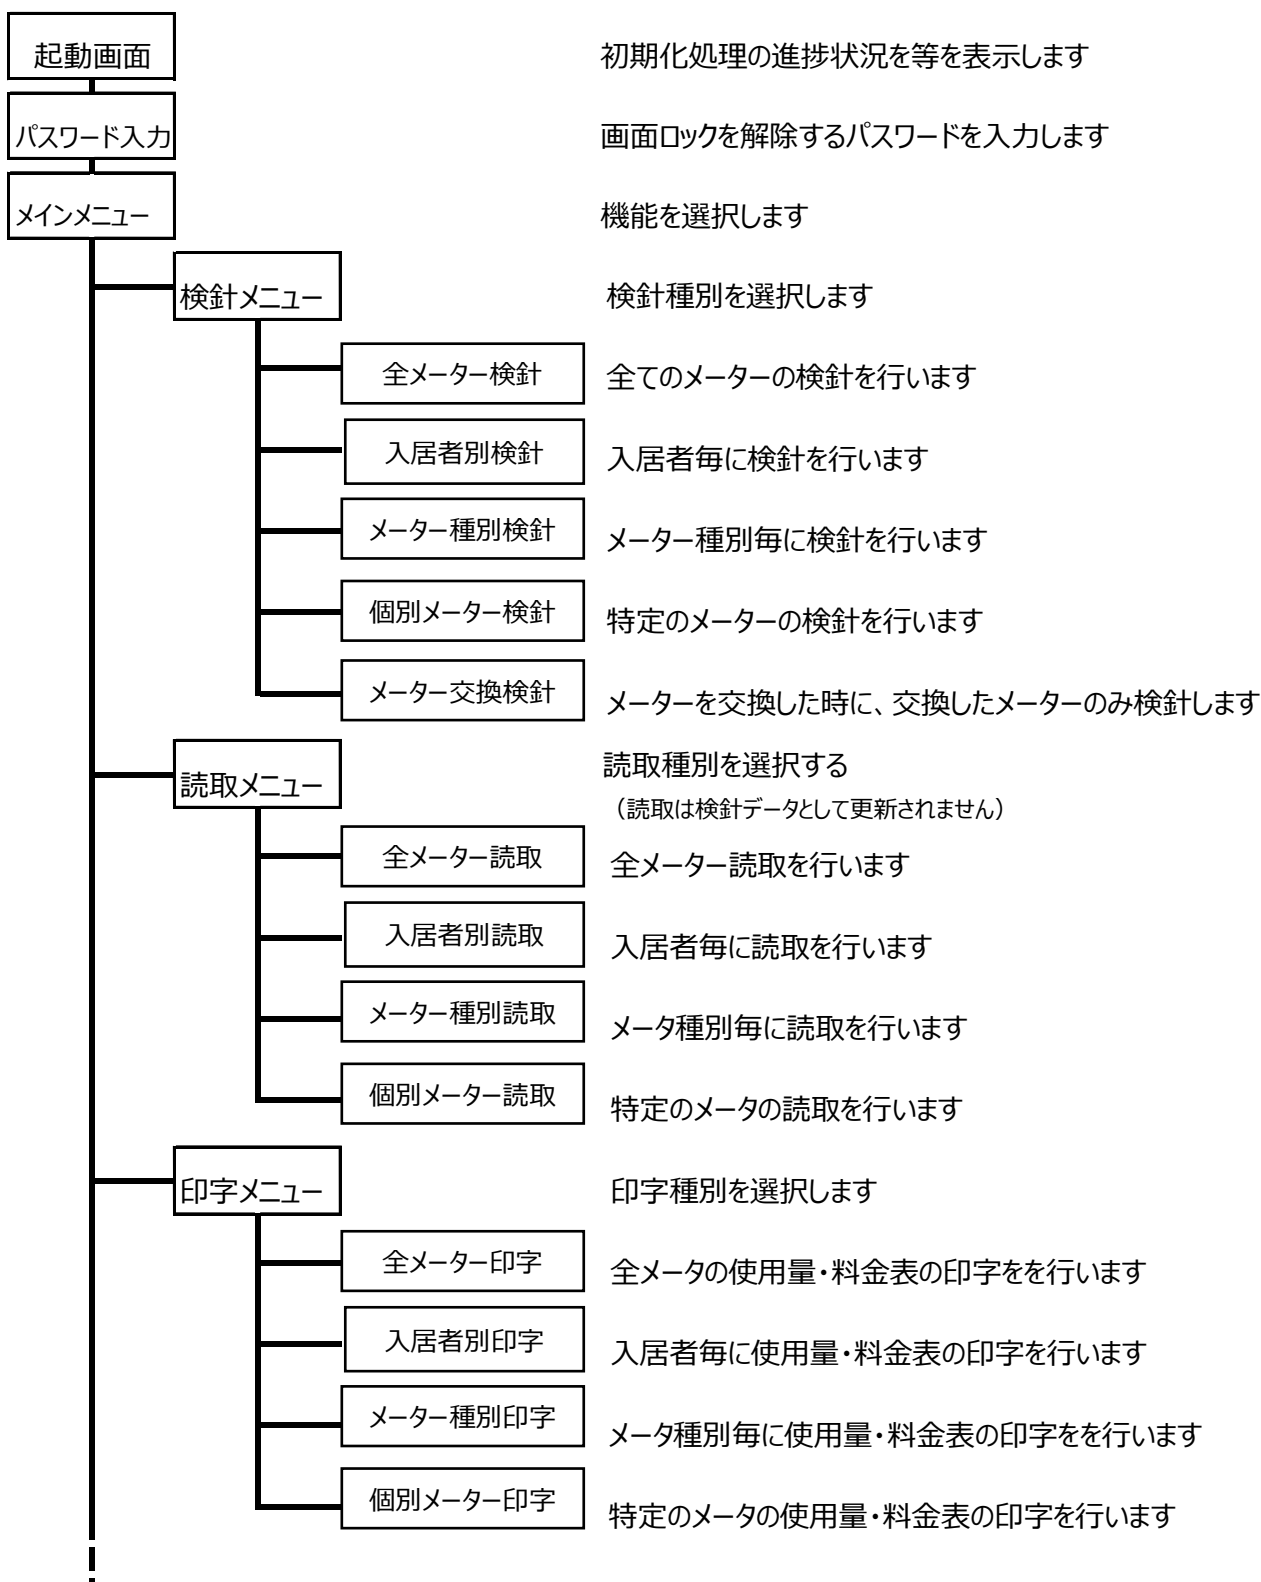 起動画面 初期化処理の進捗状況を等を表示します
パスワード入力 画面ロックを解除するパスワードを入力します
メインメニュー 機能を選択します
検針メニュー 検針種別を選択します
全メーター検針 全てのメーターの検針を行います
入居者別検針 入居者毎に検針を行います
メーター種別検針 メーター種別毎に検針を行います
個別メーター検針 特定のメーターの検針を行います
メーター交換検針 メーターを交換した時に、交換したメーターのみ検針します
読取メニュー 読取種別を選択する
（読取は検針データとして更新されません）
全メーター読取 全メーター読取を行います
入居者別読取 入居者毎に読取を行います
メーター種別読取 メータ種別毎に読取を行います
個別メーター読取 特定のメータの読取を行います
印字メニュー 印字種別を選択します
全メーター印字 全メータの使用量・料金表の印字をを行います
入居者別印字 入居者毎に使用量・料金表の印字を行います
メーター種別印字 メータ種別毎に使用量・料金表の印字をを行います
個別メーター印字 特定のメータの使用量・料金表の印字を行います